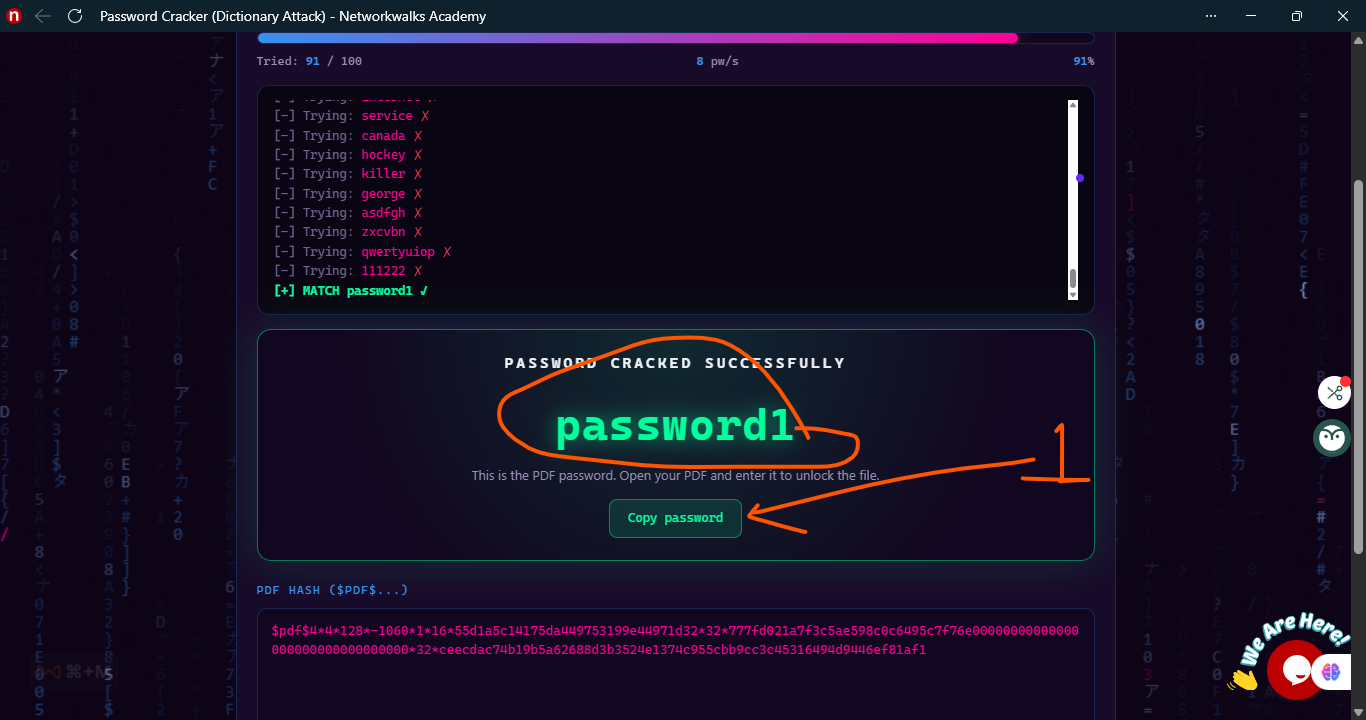 Password Cracker (Dictionary Attack) - Networkwalks Academy
Tried: 91 / 100
8 pw/s
91%
[-] Trying: service ✗
[-] Trying: canada ✗
[-] Trying: hockey ✗
[-] Trying: killer ✗
[-] Trying: george ✗
[-] Trying: asdfgh ✗
[-] Trying: zxcvbn ✗
[-] Trying: qwertyuiop ✗
[-] Trying: 111222 ✗
[+] MATCH password1 ✓
PASSWORD CRACKED SUCCESSFULLY
password1
1
This is the PDF password. Open your PDF and enter it to unlock the file.
Copy password
PDF HASH ($PDF$...)
$pdf$4*4*128*-1060*1*16*55d1a5c14175da449753199e44971d32*32*777fd021a7f3c5ae598c0c6495c7f76e00000000000000
0000000000000000000*32*ceecdac74b19b5a62688d3b3524e1374c955cbb9cc3c45316494d9446ef81af1
We Are Here!